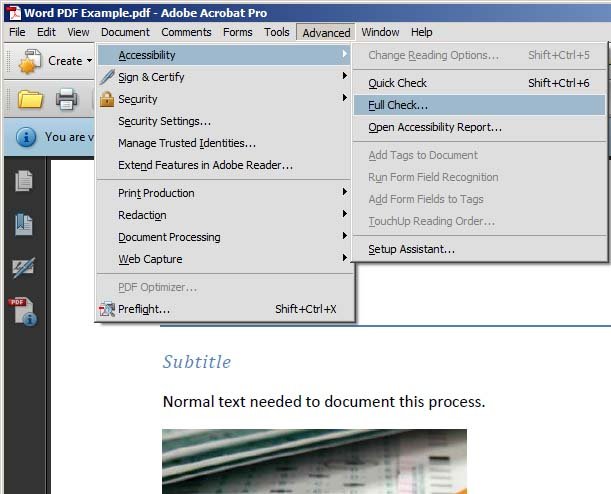 Word PDF Example.pdf - Adobe Acrobat Pro
File Edit View Document Comments Forms Tools Advanced Window Help
Create
You are v
Accessibility
Sign & Certify
Security
Security Settings...
Manage Trusted Identities...
Extend Features in Adobe Reader...
Print Production
Redaction
Document Processing
Web Capture
PDF Optimizer...
Preflight... Shift+Ctrl+X
Change Reading Options... Shift+Ctrl+5
Quick Check Shift+Ctrl+6
Full Check...
Open Accessibility Report...
Add Tags to Document
Run Form Field Recognition
Add Form Fields to Tags
TouchUp Reading Order...
Setup Assistant...
PDF
Subtitle
Normal text needed to document this process.